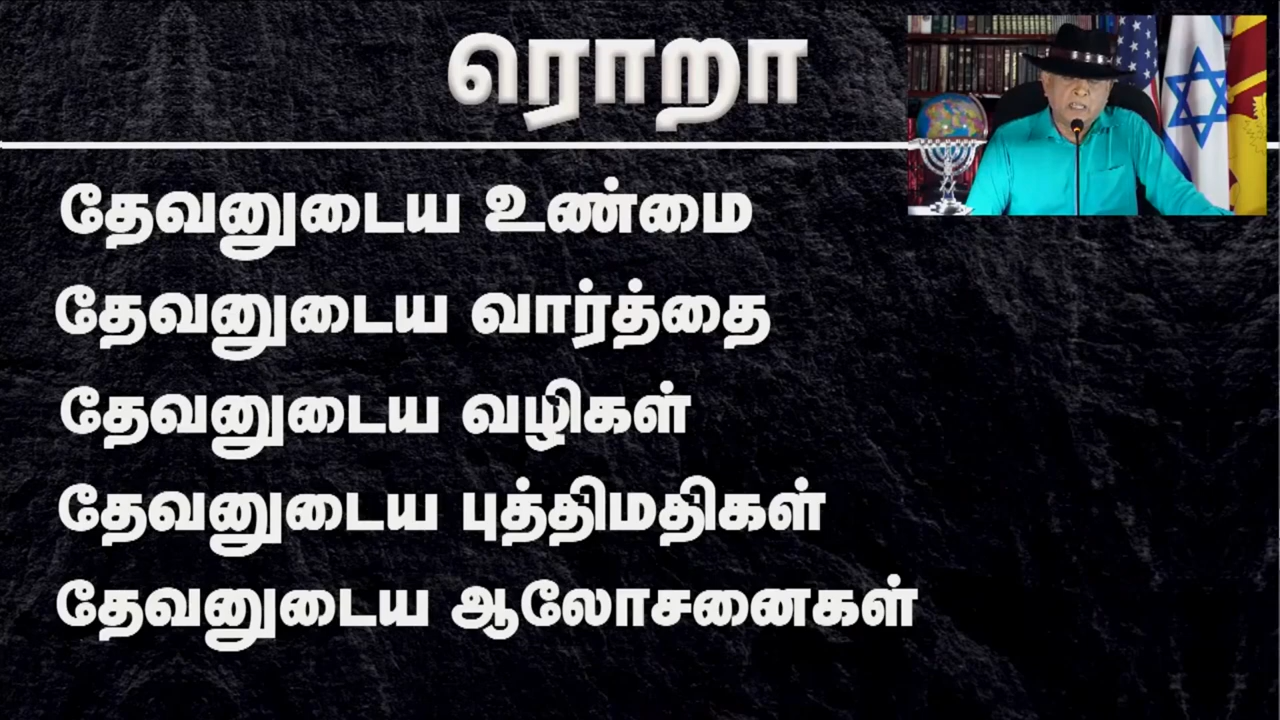 ரொறா
தேவனுடைய உண்மை
தேவனுடைய வார்த்தை
தேவனுடைய வழிகள்
தேவனுடைய புத்திமதிகள்
தேவனுடைய ஆலோசனைகள்